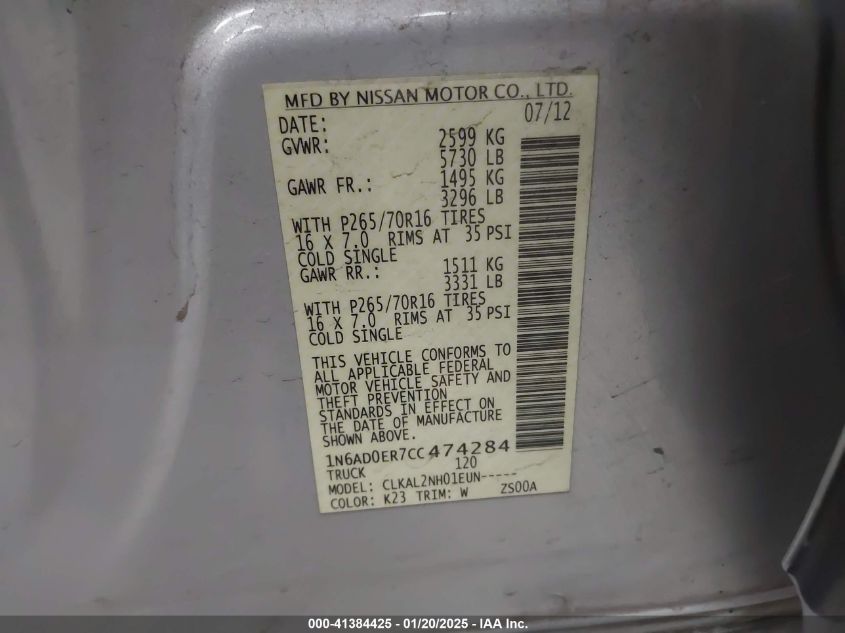 MFD BY NISSAN MOTOR CO., LTD.
DATE: 07/12
GVWR: 2599 KG
5730 LB
GAWR FR.: 1495 KG
3296 LB
WITH P265/70R16 TIRES
16 X 7.0 RIMS AT 35 PSI
COLD SINGLE
GAWR RR.: 1511 KG
3331 LB
WITH P265/70R16 TIRES
16 X 7.0 RIMS AT 35 PSI
COLD SINGLE
THIS VEHICLE CONFORMS TO
ALL APPLICABLE FEDERAL
MOTOR VEHICLE SAFETY AND
THEFT PREVENTION
STANDARDS IN EFFECT ON
THE DATE OF MANUFACTURE
SHOWN ABOVE.
1N6AD0ER7CC474284
TRUCK 120
MODEL: CLKAL2NH01EUN-----
COLOR: K23 TRIM: W ZS00A
000-41384425 - 01/20/2025 - IAA Inc.